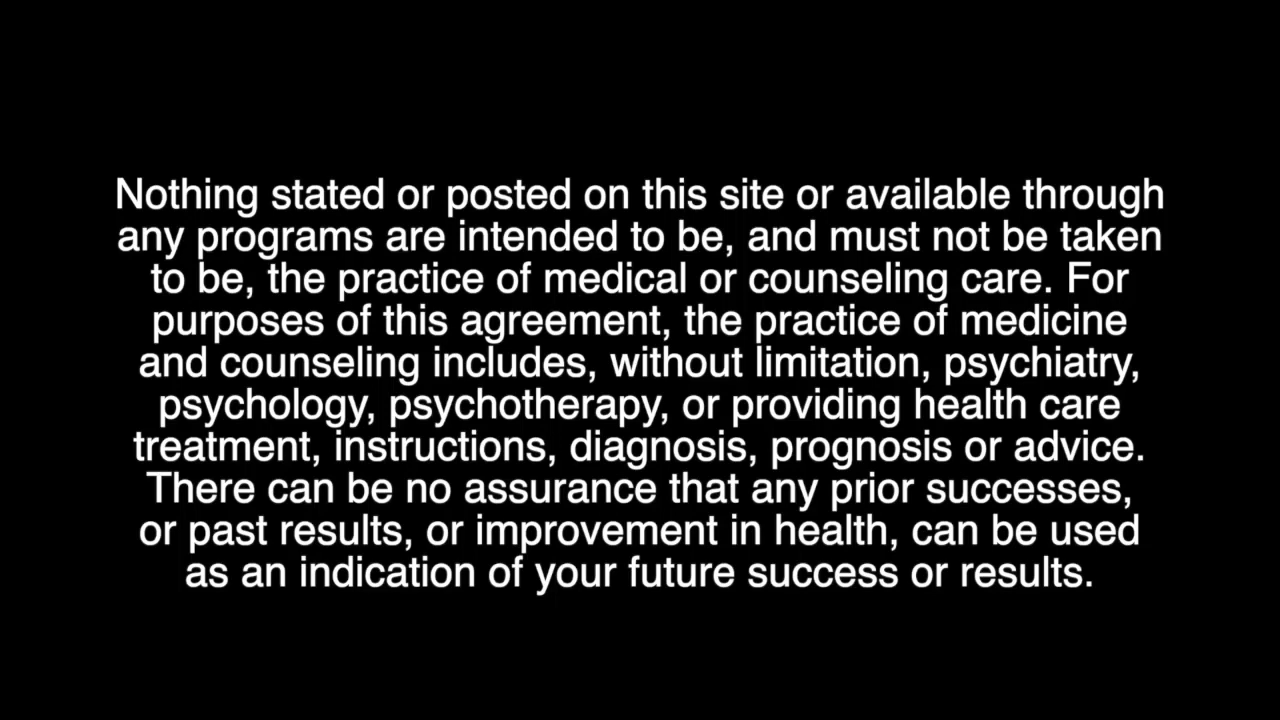 Nothing stated or posted on this site or available through
any programs are intended to be, and must not be taken
to be, the practice of medical or counseling care. For
purposes of this agreement, the practice of medicine
and counseling includes, without limitation, psychiatry,
psychology, psychotherapy, or providing health care
treatment, instructions, diagnosis, prognosis or advice.
There can be no assurance that any prior successes,
or past results, or improvement in health, can be used
as an indication of your future success or results.